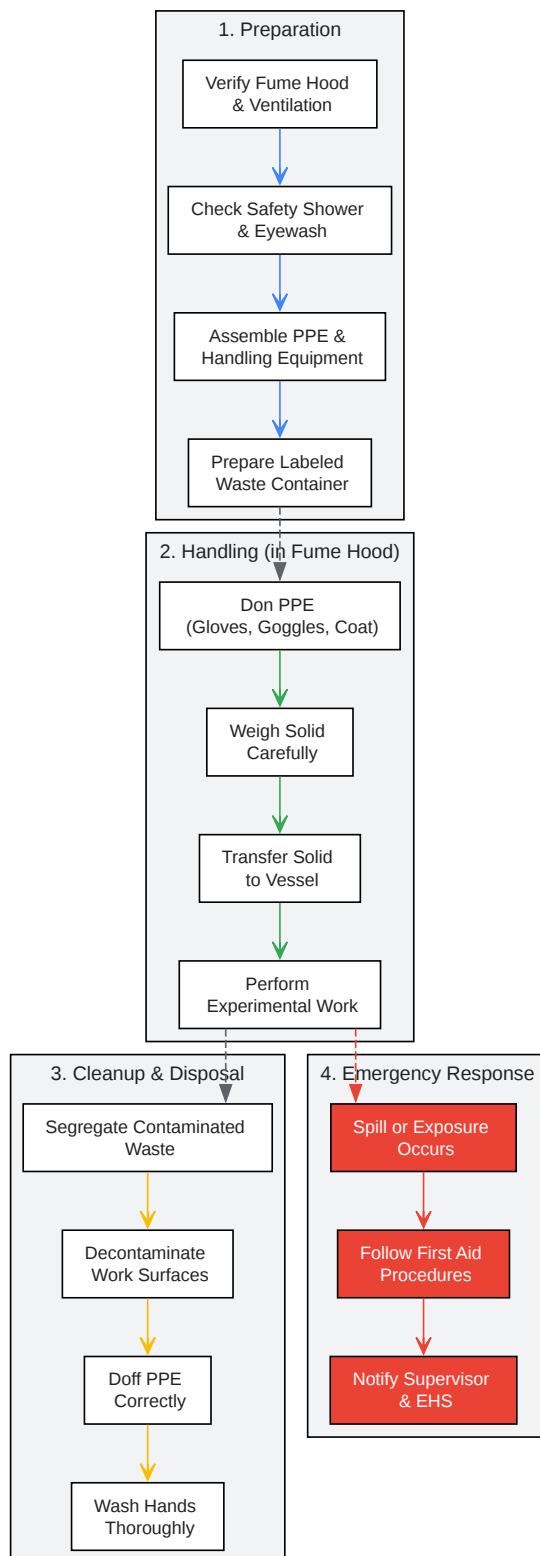 1. Preparation
Verify Fume Hood
& Ventilation
Check Safety Shower
& Eyewash
Assemble PPE &
Handling Equipment
Prepare Labeled
Waste Container
2. Handling (in Fume Hood)
Don PPE
(Gloves, Goggles, Coat)
Weigh Solid
Carefully
Transfer Solid
to Vessel
Perform
Experimental Work
3. Cleanup & Disposal
Segregate Contaminated
Waste
Decontaminate
Work Surfaces
Doff PPE
Correctly
Wash Hands
Thoroughly
4. Emergency Response
Spill or Exposure
Occurs
Follow First Aid
Procedures
Notify Supervisor
& EHS